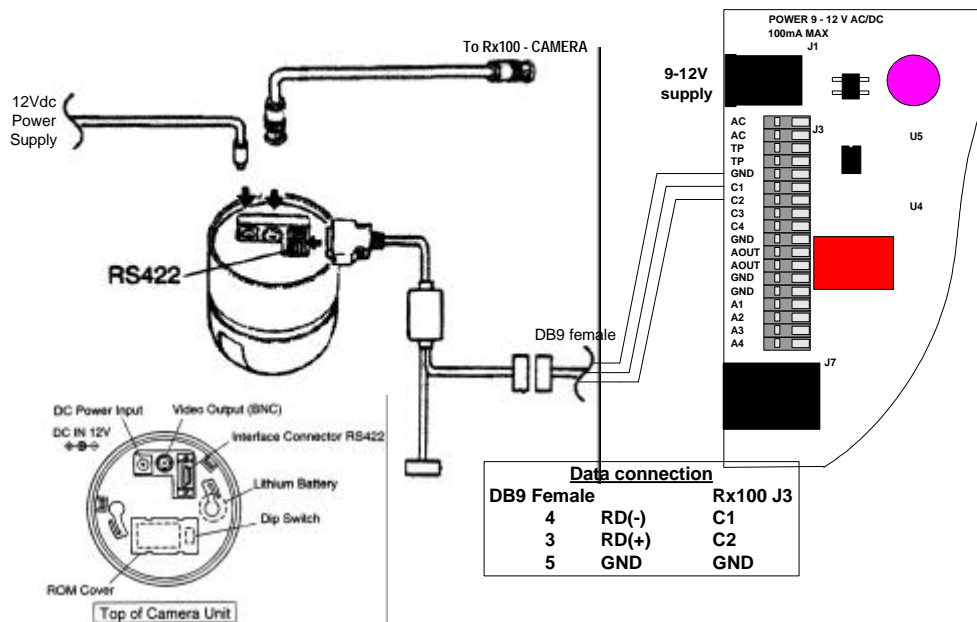 POWER 9 - 12 V AC/DC
100mA MAX
J1
To Rx100 - CAMERA
9-12V
supply
12Vdc
Power
Supply
AC
AC
TP
TP
GND
C1
C2
C3
C4
GND
AOUT
AOUT
GND
GND
A1
A2
A3
A4
J3
U5
U4
J7
RS422
DB9 female
DC Power Input
Video Output (BNC)
DC IN 12V
Interface Connector RS422
Lithium Battery
Dip Switch
ROM Cover
Top of Camera Unit
Data connection
DB9 Female Rx100 J3
4 RD(-) C1
3 RD(+) C2
5 GND GND